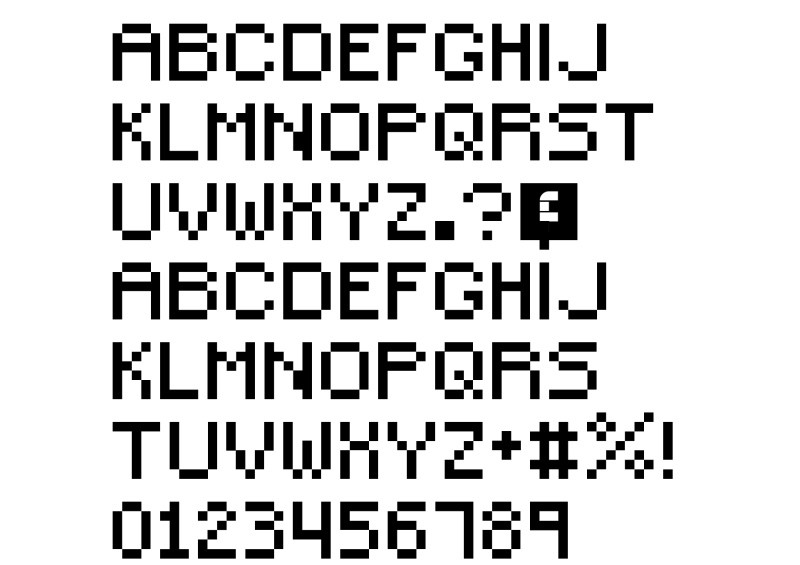 ABCDEFGHIJ
KLMNOPQRST
UVWXYZ.?
ABCDEFGHIJ
KLMNOPQRS
TUVWXYZ %!
0123456789